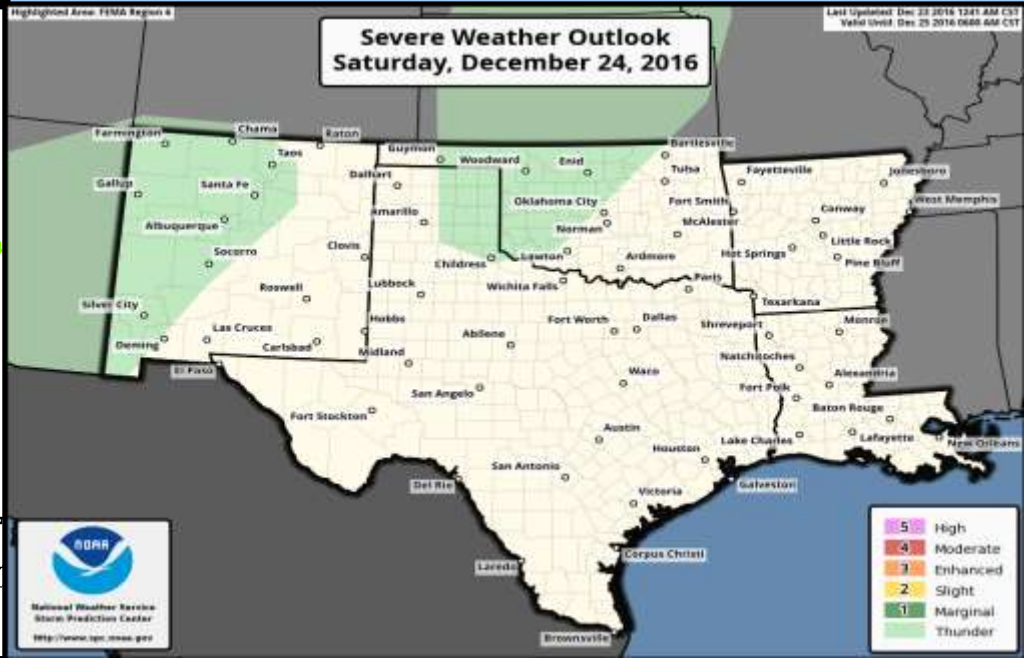 Highlighted Area: FEMA Region 6
Last Updated: Dec 23 2016 1241 AM CST
Valid Until: Dec 25 2016 0600 AM CST
Severe Weather Outlook
Saturday, December 24, 2016
Farmington
Chama
Raton
Taos
Guymon
Woodward
Enid
Bartlesville
Dalhart
Tulsa
Fayetteville
Jonesboro
Gallup
Santa Fe
Oklahoma City
Fort Smith
West Memphis
Amarillo
Conway
Albuquerque
Norman
McAlester
Clovis
Little Rock
Socorro
Childress
Lawton
Ardmore
Hot Springs
Pine Bluff
Roswell
Lubbock
Wichita Falls
Paris
Silver City
Texarkana
Las Cruces
Hobbs
Fort Worth
Dallas
Shreveport
Monroe
Deming
Carlsbad
Midland
Abilene
Natchitoches
El Paso
Waco
Alexandria
San Angelo
Fort Polk
Fort Stockton
Baton Rouge
Austin
Houston
Lake Charles
Lafayette
New Orleans
San Antonio
Del Rio
Victoria
Galveston
Corpus Christi
Laredo
Brownsville
NOAA
National Weather Service
Storm Prediction Center
http://www.spc.noaa.gov
5 High
4 Moderate
3 Enhanced
2 Slight
1 Marginal
Thunder